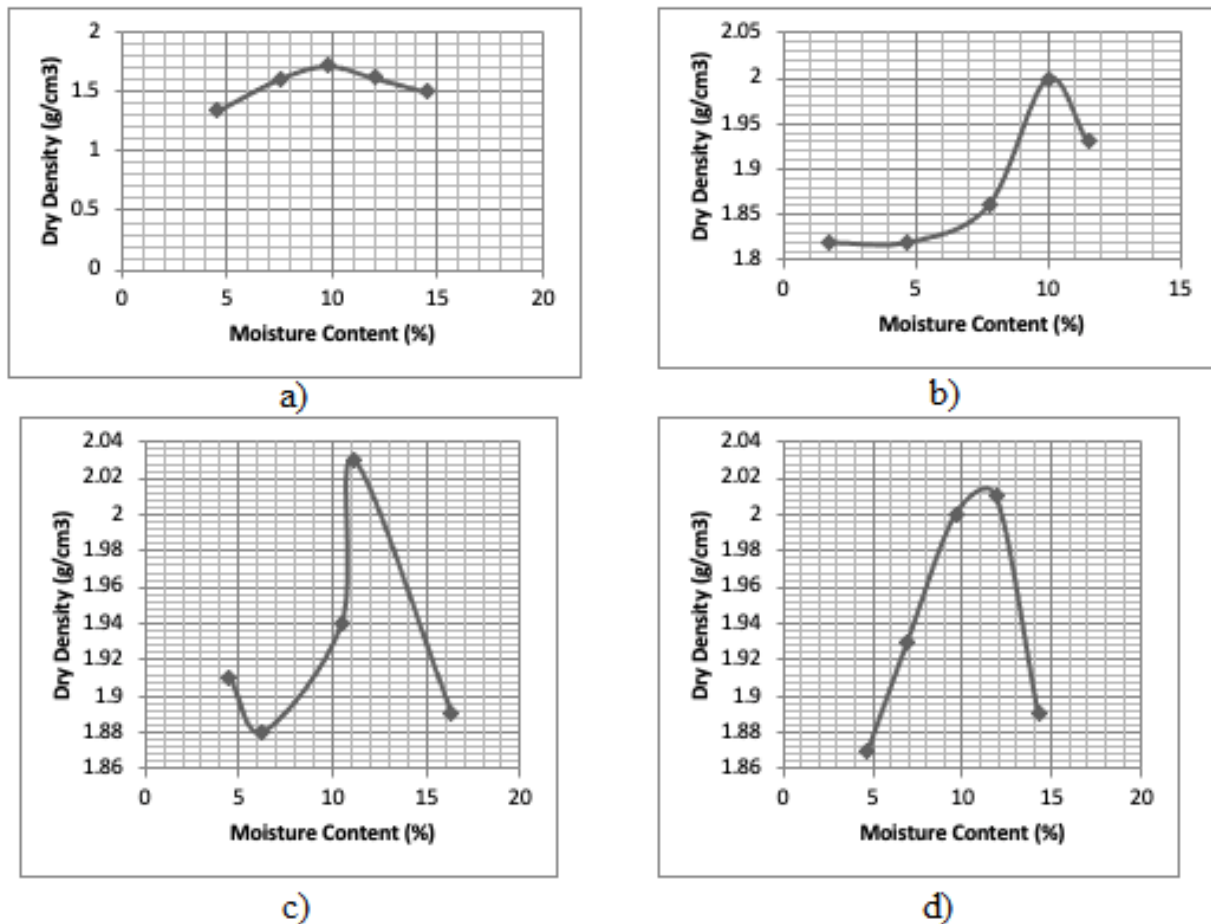 2
1.5
1
0.5
0
0 5 10 15 20
Dry Density (g/cm3)
Moisture Content (%)
a)
2.05
2
1.95
1.9
1.85
1.8
0 5 10 15
Dry Density (g/cm3)
Moisture Content (%)
b)
2.04
2.02
2
1.98
1.96
1.94
1.92
1.9
1.88
1.86
0 5 10 15 20
Dry Density (g/cm3)
Moisture Content (%)
c)
2.04
2.02
2
1.98
1.96
1.94
1.92
1.9
1.88
1.86
0 5 10 15 20
Dry Density (g/cm3)
Moisture Content (%)
d)